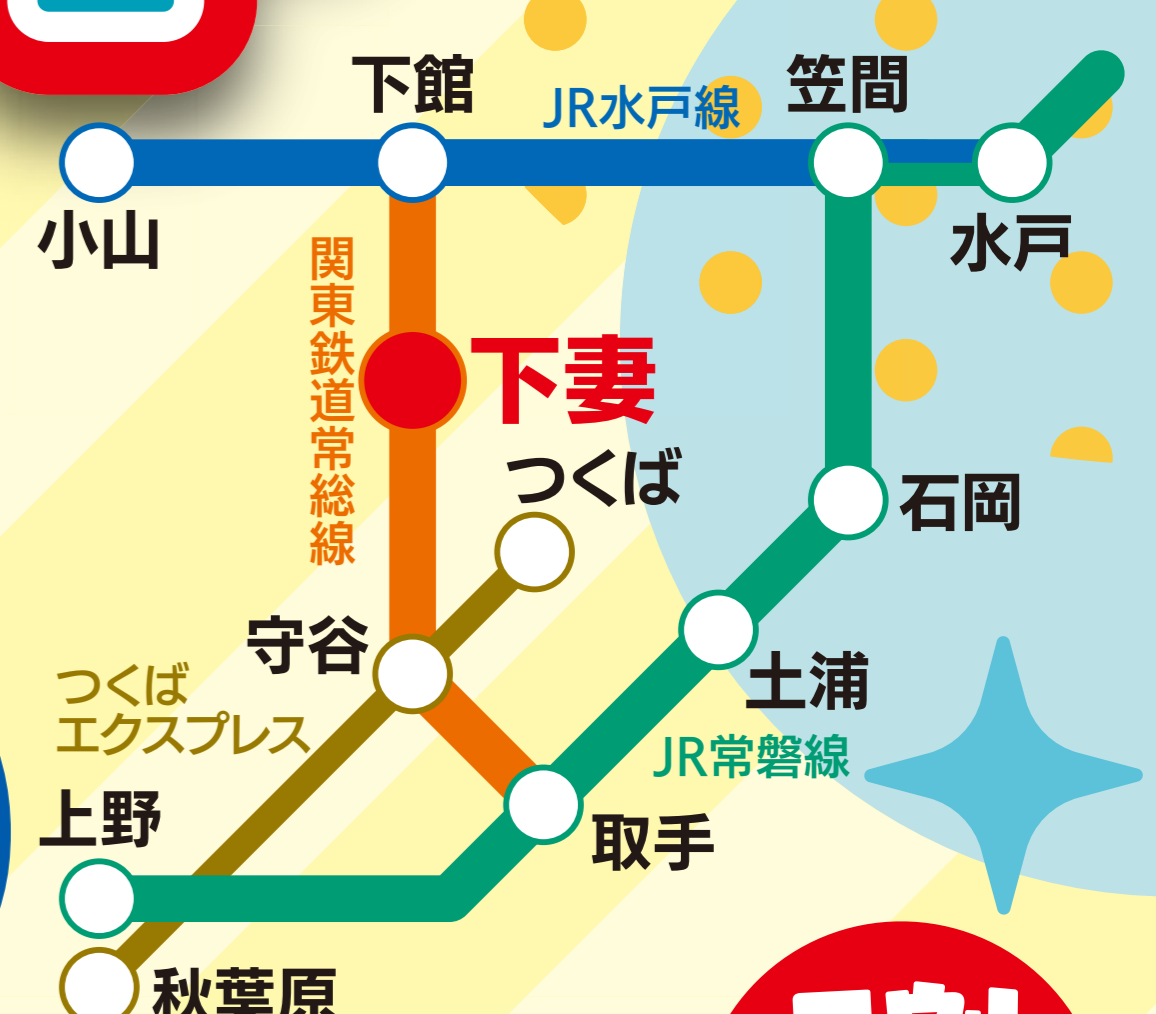 下館
JR水戸線
笠間
小山
水戸
関東鉄道常総線
下妻
つくば
石岡
守谷
つくば
エクスプレス
土浦
JR常磐線
上野
取手
秋葉原